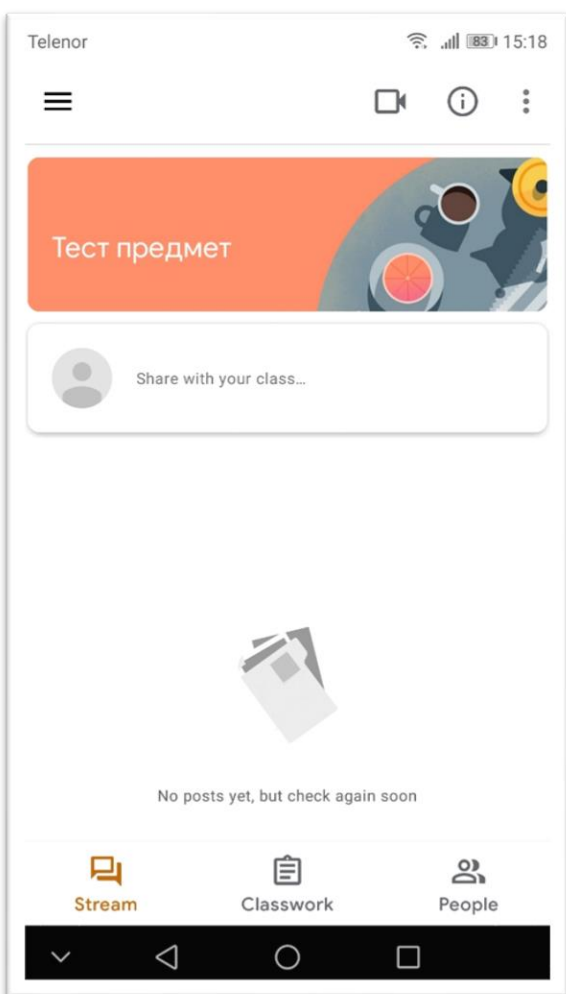 Telenor 83 15:18
Тест предмет
Share with your class...
No posts yet, but check again soon
Stream Classwork People